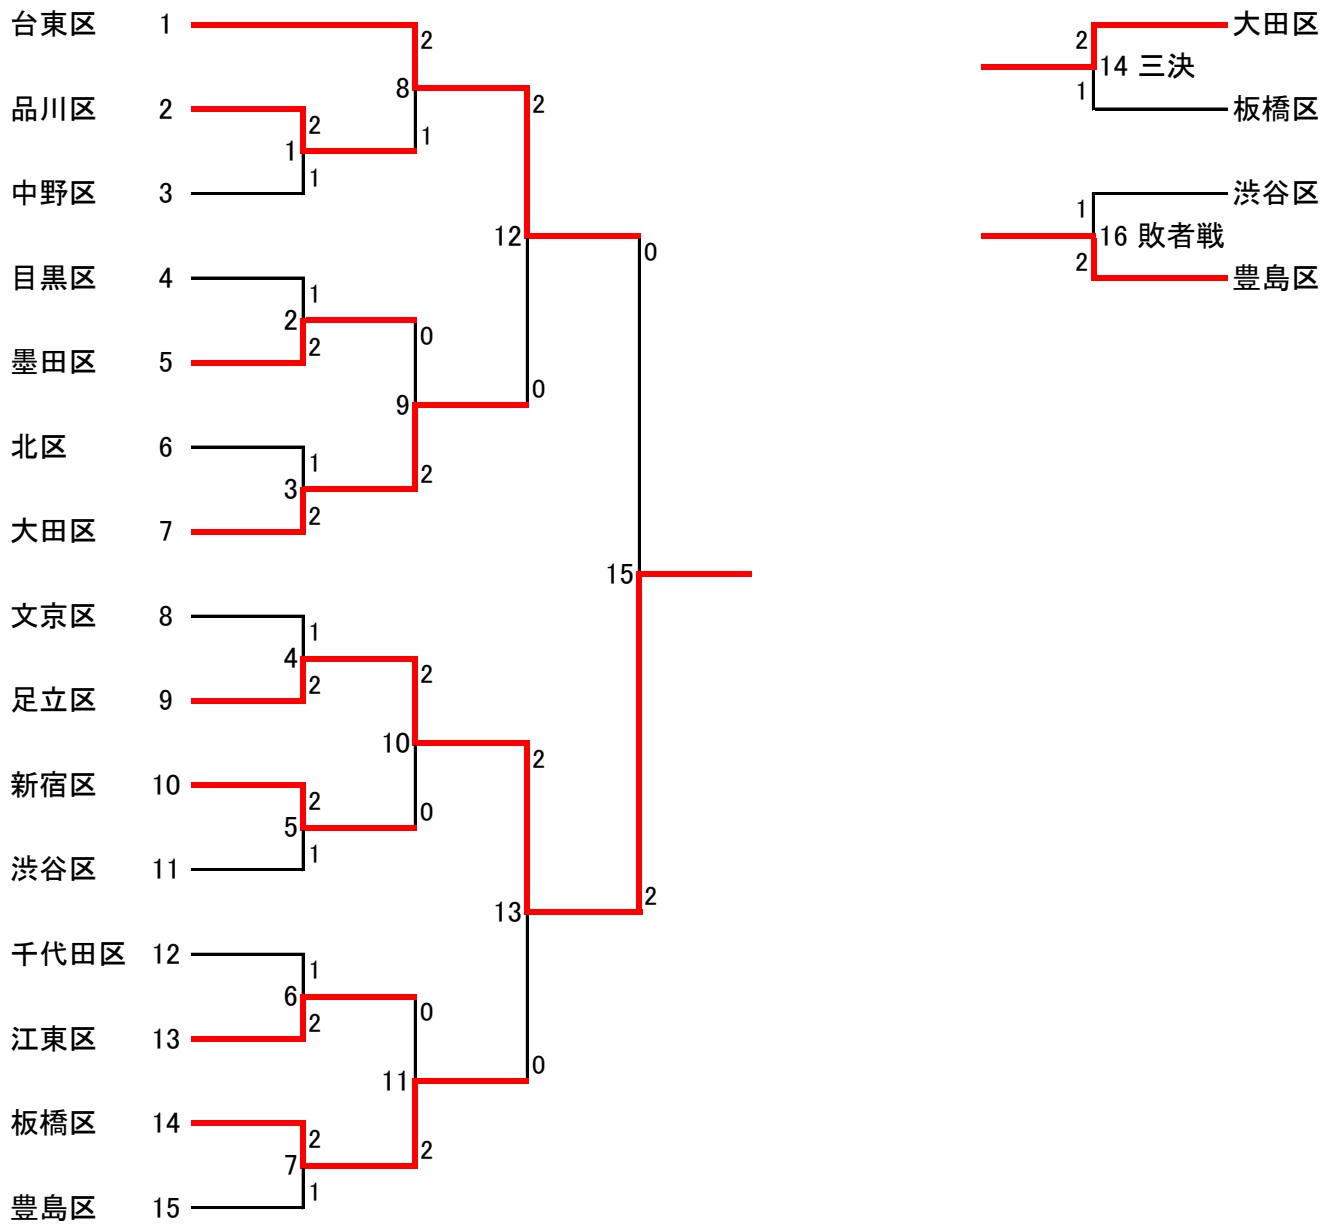 台東区 1
2
8
品川区 2
2
2
1
1
1
中野区 3
12
0
目黒区 4
1
2
0
墨田区 5
2
9
0
北区 6
1
3
2
大田区 7
2
15
文京区 8
1
4
2
足立区 9
2
10
2
新宿区 10
2
5
0
渋谷区 11
1
13
2
千代田区 12
1
6
0
江東区 13
2
11
0
板橋区 14
2
7
2
豊島区 15
1
大田区
2
14 三決
1
板橋区
渋谷区
1
16 敗者戦
2
豊島区